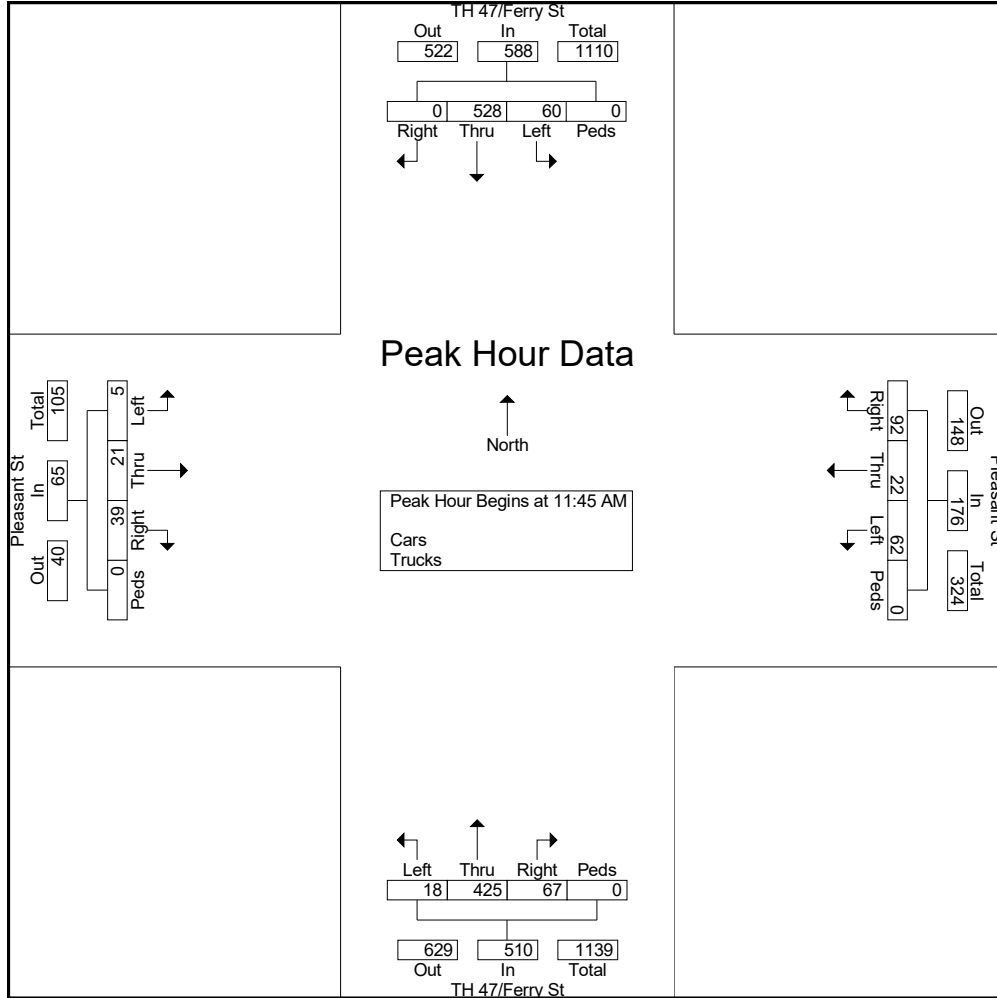 TH 47/Ferry St
Out In Total
522 588 1110
0 528 60 0
Right Thru Left Peds
Peak Hour Data
North
Peak Hour Begins at 11:45 AM
Cars
Trucks
Pleasant St
Total In Out
105 65 40
5 21 39 0
Left Thru Right Peds
Right Thru Left Peds
92 22 62 0
Out In Total
148 176 324
Pleasant St
Left Thru Right Peds
18 425 67 0
629 510 1139
Out In Total
TH 47/Ferry St